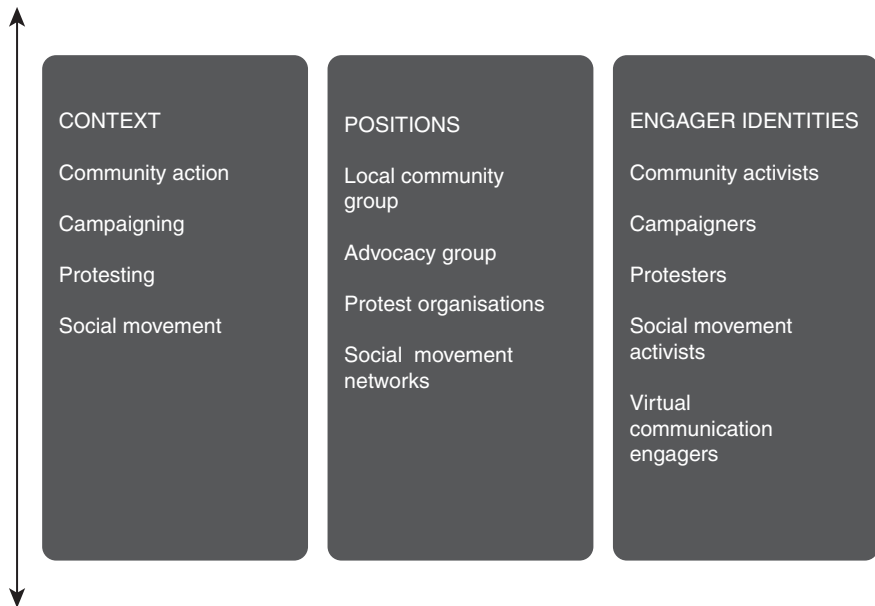 CONTEXT
Community action
Campaigning
Protesting
Social movement
POSITIONS
Local community
group
Advocacy group
Protest organisations
Social movement
networks
ENGAGER IDENTITIES
Community activists
Campaigners
Protesters
Social movement
activists
Virtual
communication
engagers